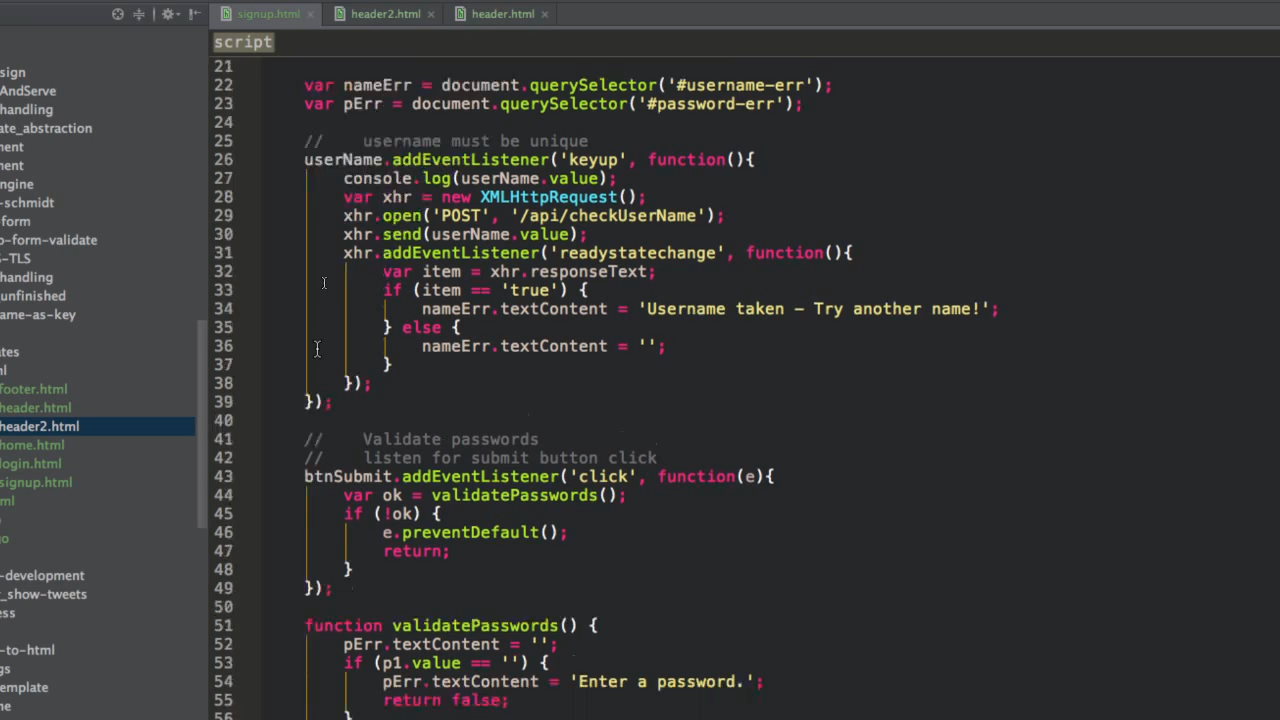 signup.html
header2.html
header.html
script
sign
AndServe
handling
ate_abstraction
ment
ment
engine
-schmidt
o-form
p-form-validate
S-TLS
handling
unfinished
ame-as-key
ates
ml
footer.html
header.html
header2.html
home.html
login.html
signup.html
ml
go
-development
_show-tweets
ess
-to-html
gs
template
me
21
22 var nameErr = document.querySelector('#username-err');
23 var pErr = document.querySelector('#password-err');
24
25 // username must be unique
26 userName.addEventListener('keyup', function(){
27 console.log(userName.value);
28 var xhr = new XMLHttpRequest();
29 xhr.open('POST', '/api/checkUserName');
30 xhr.send(userName.value);
31 xhr.addEventListener('readystatechange', function(){
32 var item = xhr.responseText;
33 if (item == 'true') {
34 nameErr.textContent = 'Username taken - Try another name!';
35 } else {
36 nameErr.textContent = '';
37 }
38 });
39 });
40
41 // Validate passwords
42 // listen for submit button click
43 btnSubmit.addEventListener('click', function(e){
44 var ok = validatePasswords();
45 if (!ok) {
46 e.preventDefault();
47 return;
48 }
49 });
50
51 function validatePasswords() {
52 pErr.textContent = '';
53 if (p1.value == '') {
54 pErr.textContent = 'Enter a password.';
55 return false;
56 }